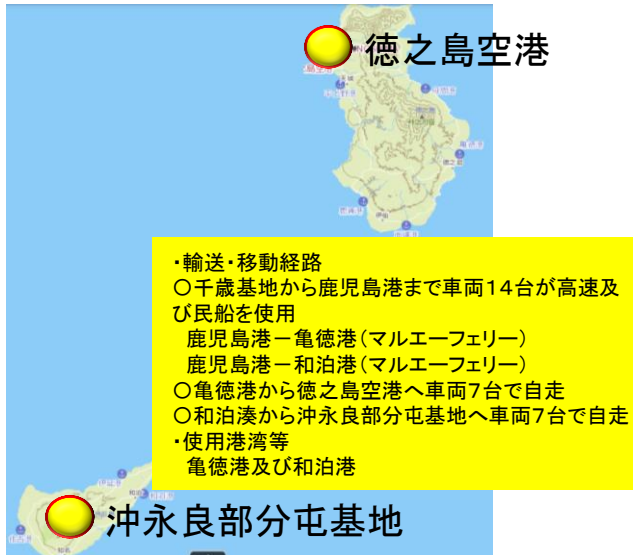 徳之島空港
・輸送・移動経路
○千歳基地から鹿児島港まで車両14台が高速及
び民船を使用
鹿児島港－亀徳港(マルエーフェリー)
鹿児島港－和泊港(マルエーフェリー)
○亀徳港から徳之島空港へ車両7台で自走
○和泊湊から沖永良部分屯基地へ車両7台で自走
・使用港湾等
亀徳港及び和泊港
沖永良部分屯基地